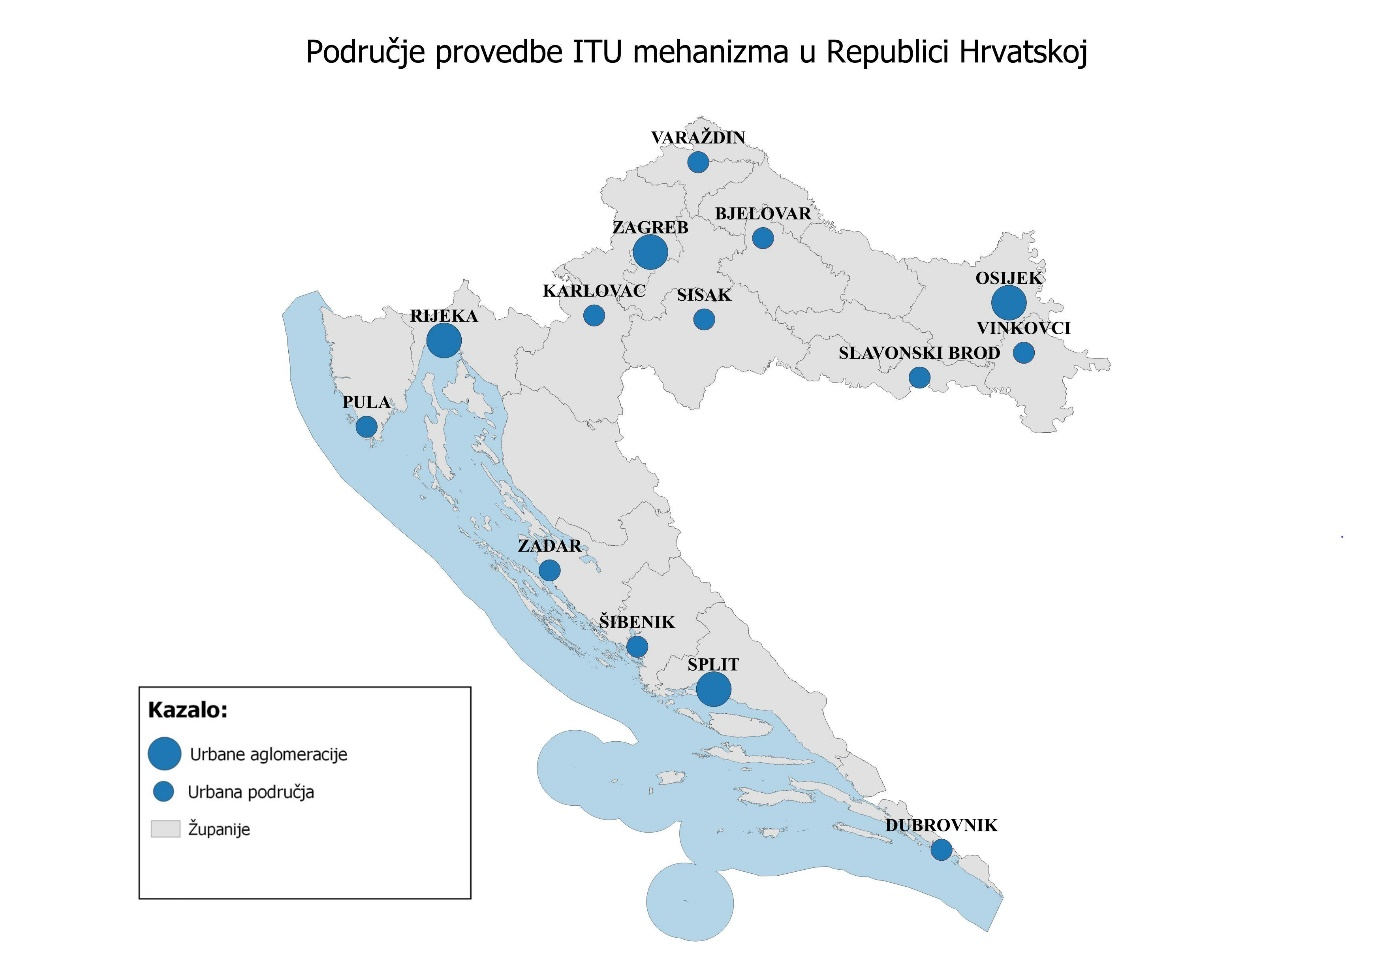 Područje provedbe ITU mehanizma u Republici Hrvatskoj
VARAŽDIN
BJELOVAR
ZAGREB
OSIJEK
KARLOVAC
SISAK
RIJEKA
VINKOVCI
SLAVONSKI BROD
PULA
ZADAR
ŠIBENIK
SPLIT
DUBROVNIK
Kazalo:
Urbane aglomeracije
Urbana područja
Županije